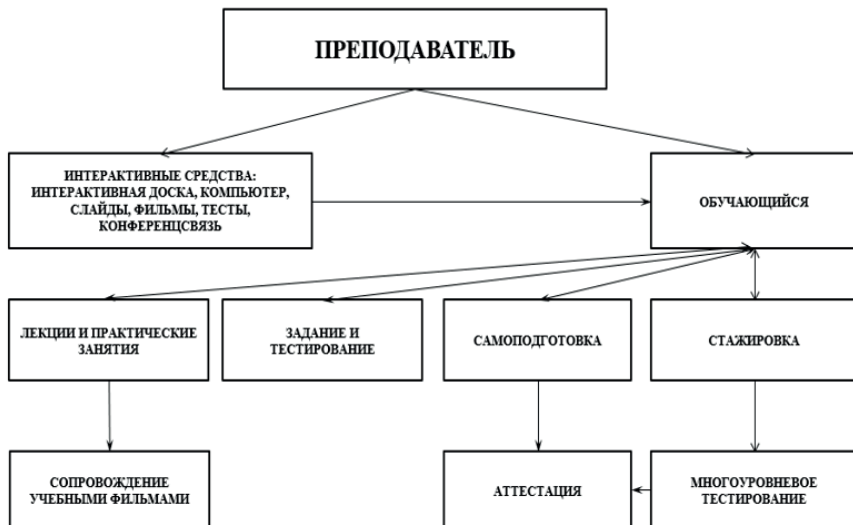 ПРЕПОДАВАТЕЛЬ
ИНТЕРАКТИВНЫЕ СРЕДСТВА:
ИНТЕРАКТИВНАЯ ДОСКА, КОМПЬЮТЕР,
СЛАЙДЫ, ФИЛЬМЫ, ТЕСТЫ,
КОНФЕРЕНЦСВЯЗЬ
ОБУЧАЮЩИЙСЯ
ЛЕКЦИИ И ПРАКТИЧЕСКИЕ
ЗАНЯТИЯ
ЗАДАНИЕ И
ТЕСТИРОВАНИЕ
САМОПОДГОТОВКА
СТАЖИРОВКА
СОПРОВОЖДЕНИЕ
УЧЕБНЫМИ ФИЛЬМАМИ
АТТЕСТАЦИЯ
МНОГОУРОВНЕВОЕ
ТЕСТИРОВАНИЕ